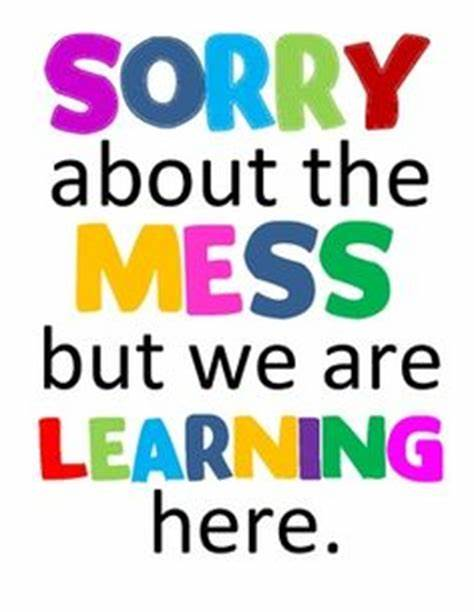 SORRY
about the
MESS
but we are
LEARNING
here.